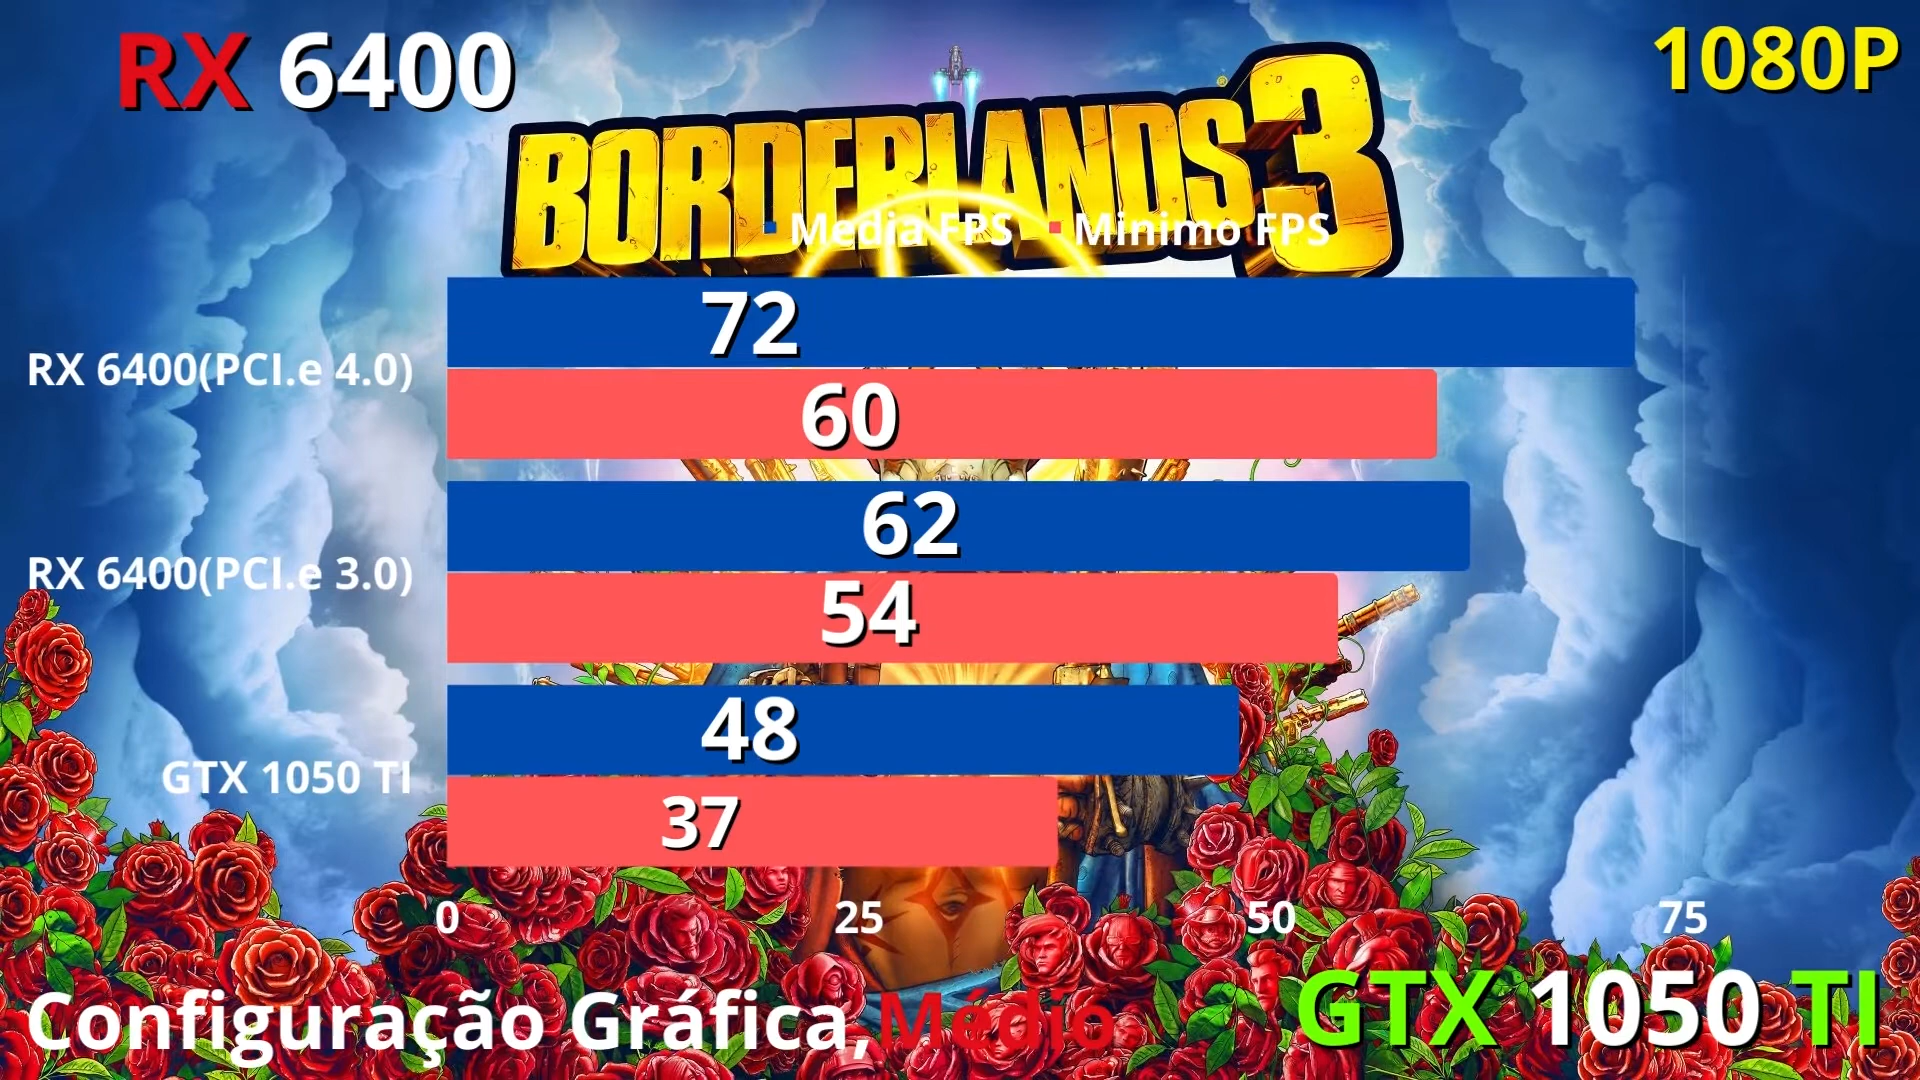 RX 6400
1080P
BORDERLANDS 3
Media FPS Minimo FPS
72
RX 6400(PCI.e 4.0)
60
62
RX 6400(PCI.e 3.0)
54
48
GTX 1050 TI
37
0 25 50 75
Configuração Gráfica,Médio
GTX 1050 TI